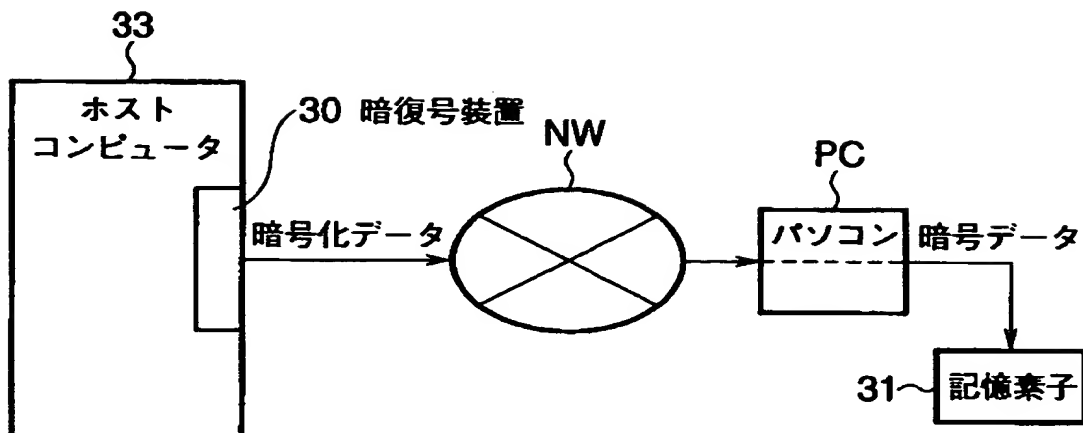 33
ホスト
コンピュータ
30 暗復号装置
暗号化データ
NW
PC
パソコン
暗号データ
31
記憶素子